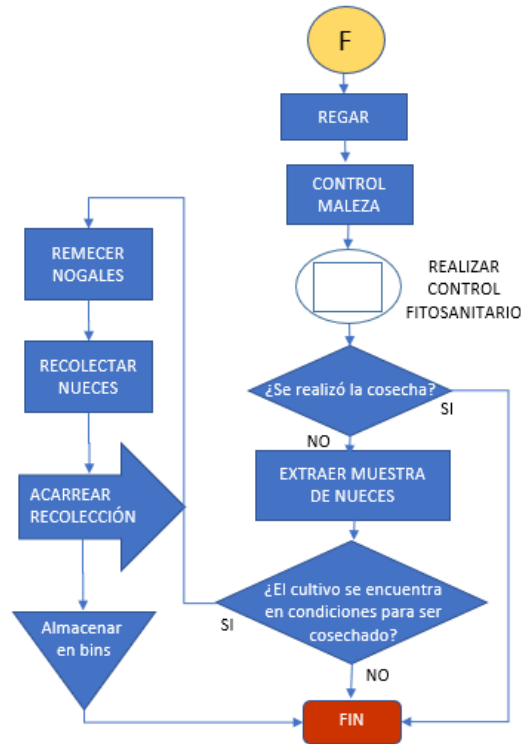 F
REGAR
CONTROL
MALEZA
REALIZAR
CONTROL
FITOSANITARIO
¿Se realizó la cosecha?
SI
NO
EXTRAER MUESTRA
DE NUECES
¿El cultivo se encuentra
en condiciones para ser
cosechado?
SI
NO
REMECER
NOGALES
RECOLECTAR
NUECES
ACARREAR
RECOLECCIÓN
Almacenar
en bins
FIN